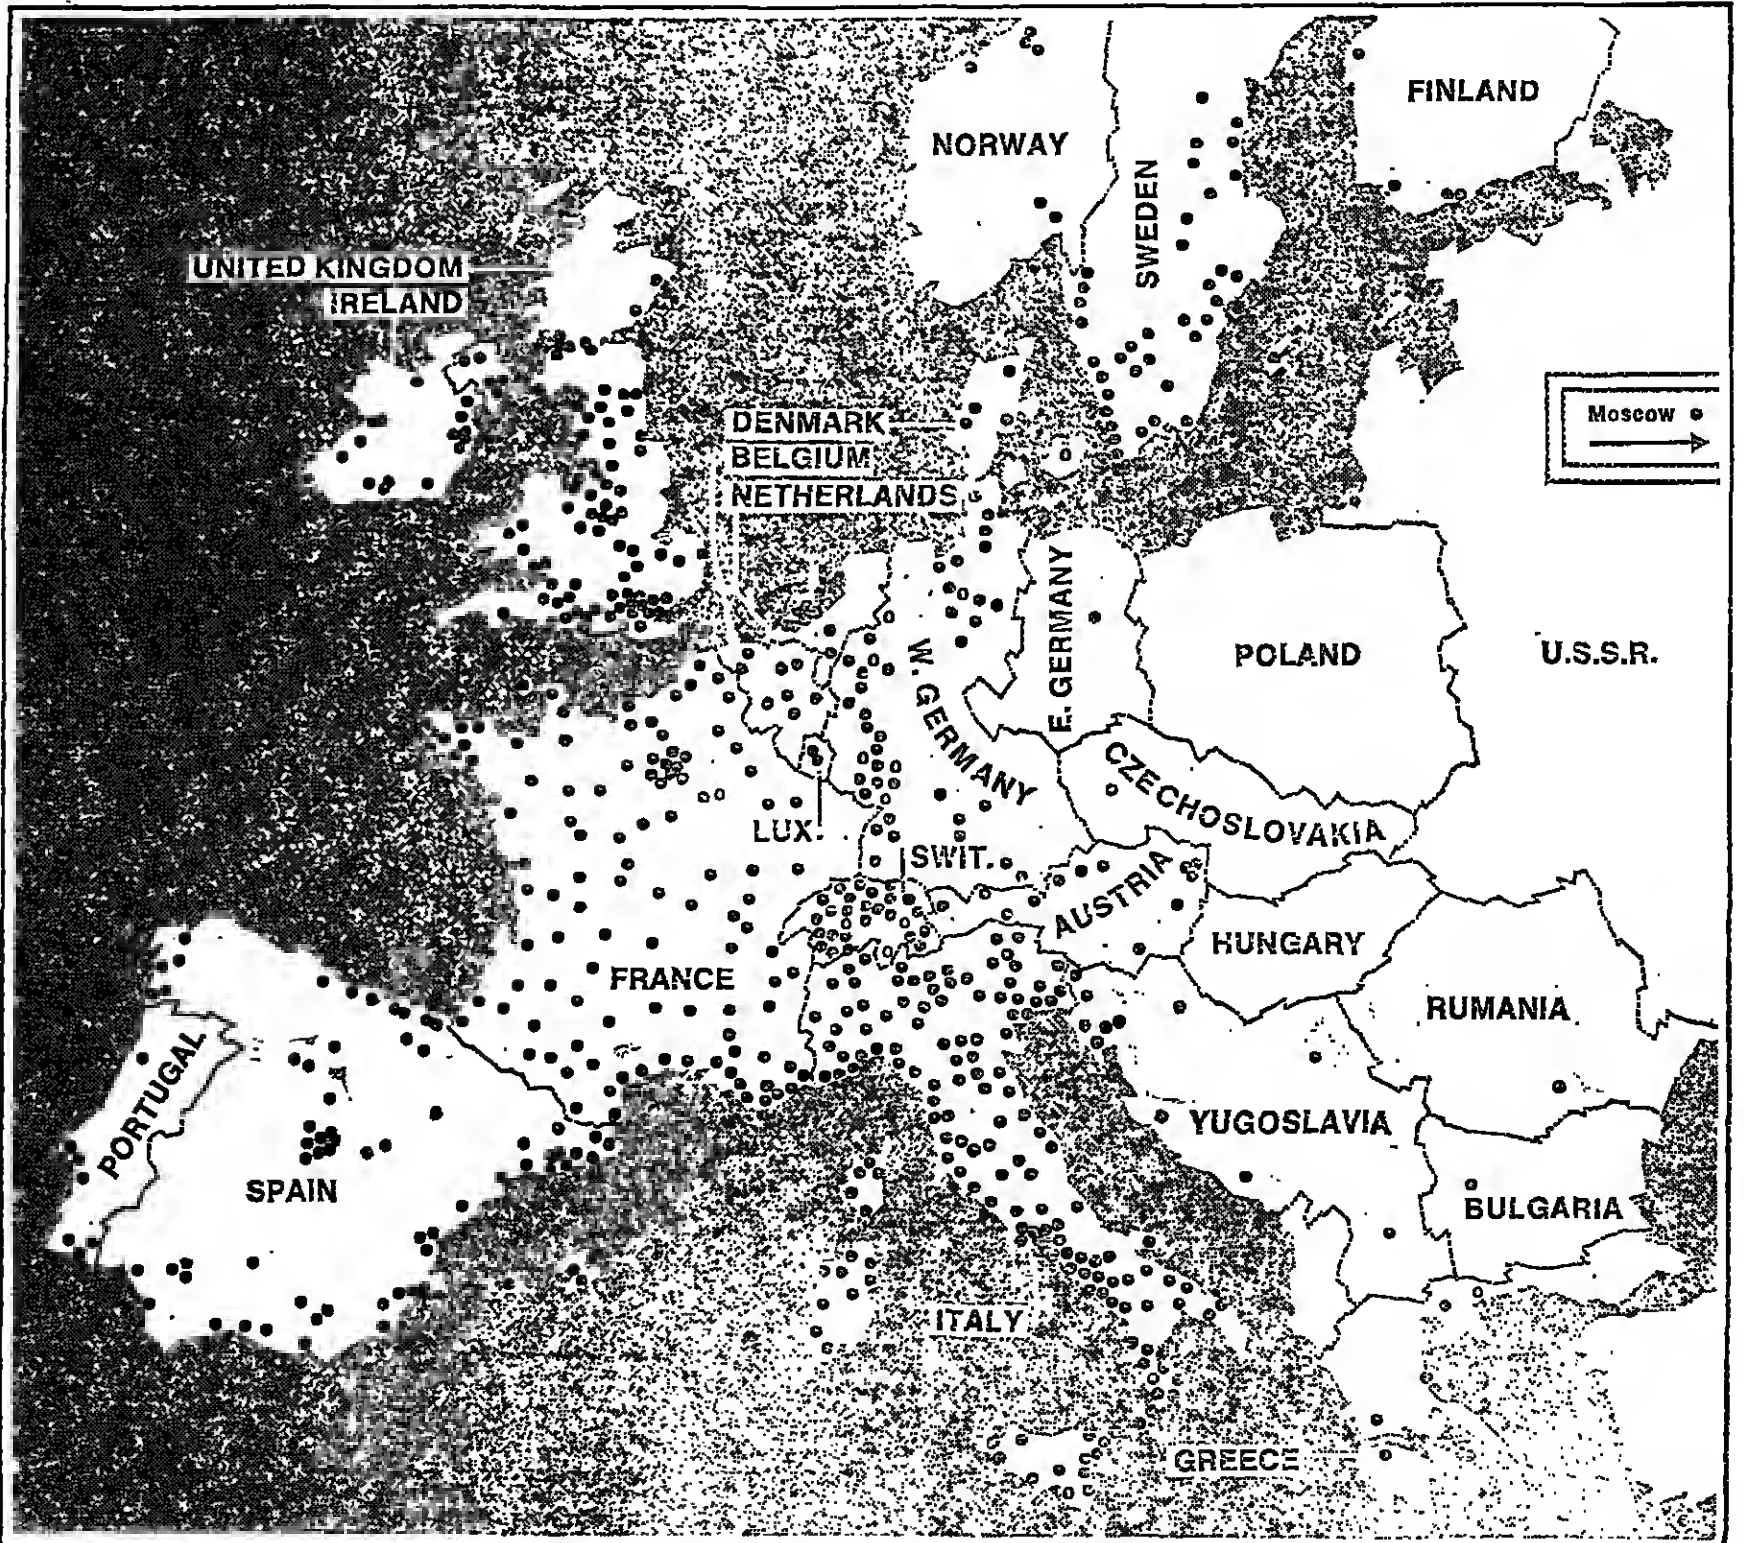 FINLAND
NORWAY
SWEDEN
UNITED KINGDOM
IRELAND
Moscow
DENMARK
BELGIUM
NETHERLANDS
E. GERMANY
POLAND
U.S.S.R.
W. GERMANY
CZECHOSLOVAKIA
LUX.
SWIT.
AUSTRIA
HUNGARY
FRANCE
RUMANIA
PORTUGAL
YUGOSLAVIA
SPAIN
BULGARIA
ITALY
GREECE